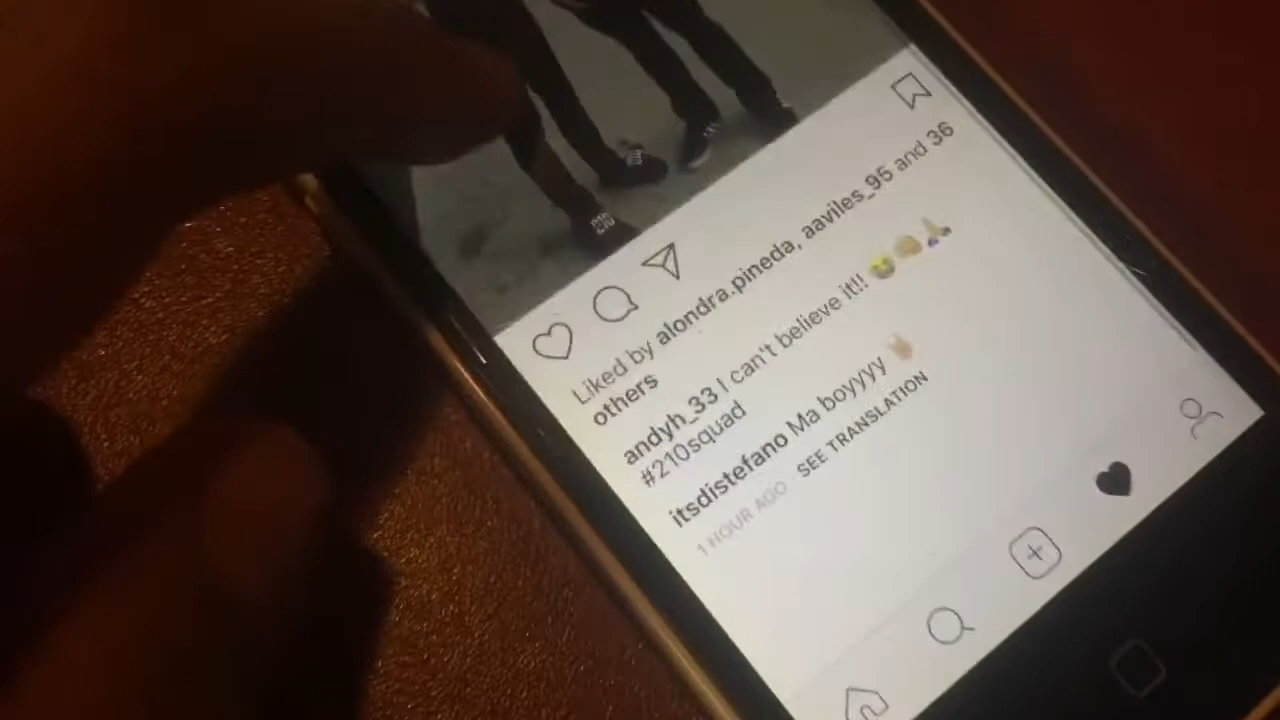 210
Liked by alondra.pineda, aaviles_95 and 36
others
andyh_33 I can't believe it!! 😭👏🙏
#210squad
itsdistefano Ma boyyyy 🤘
1 HOUR AGO · SEE TRANSLATION